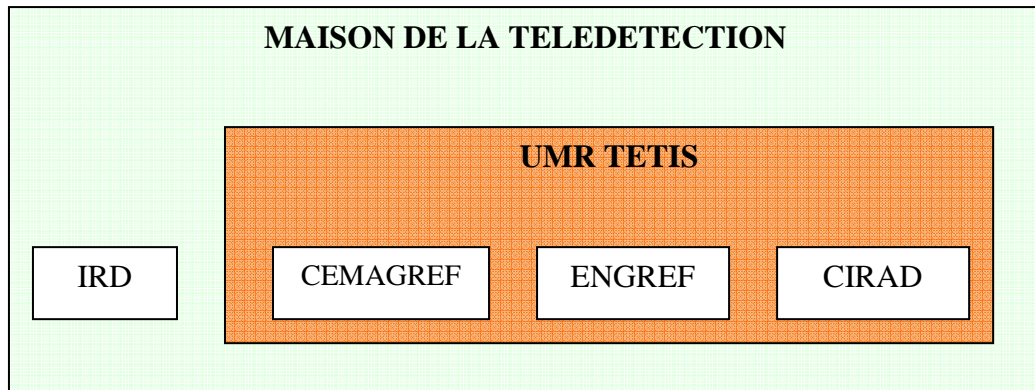 MAISON DE LA TELEDETECTION
UMR TETIS
IRD
CEMAGREF
ENGREF
CIRAD